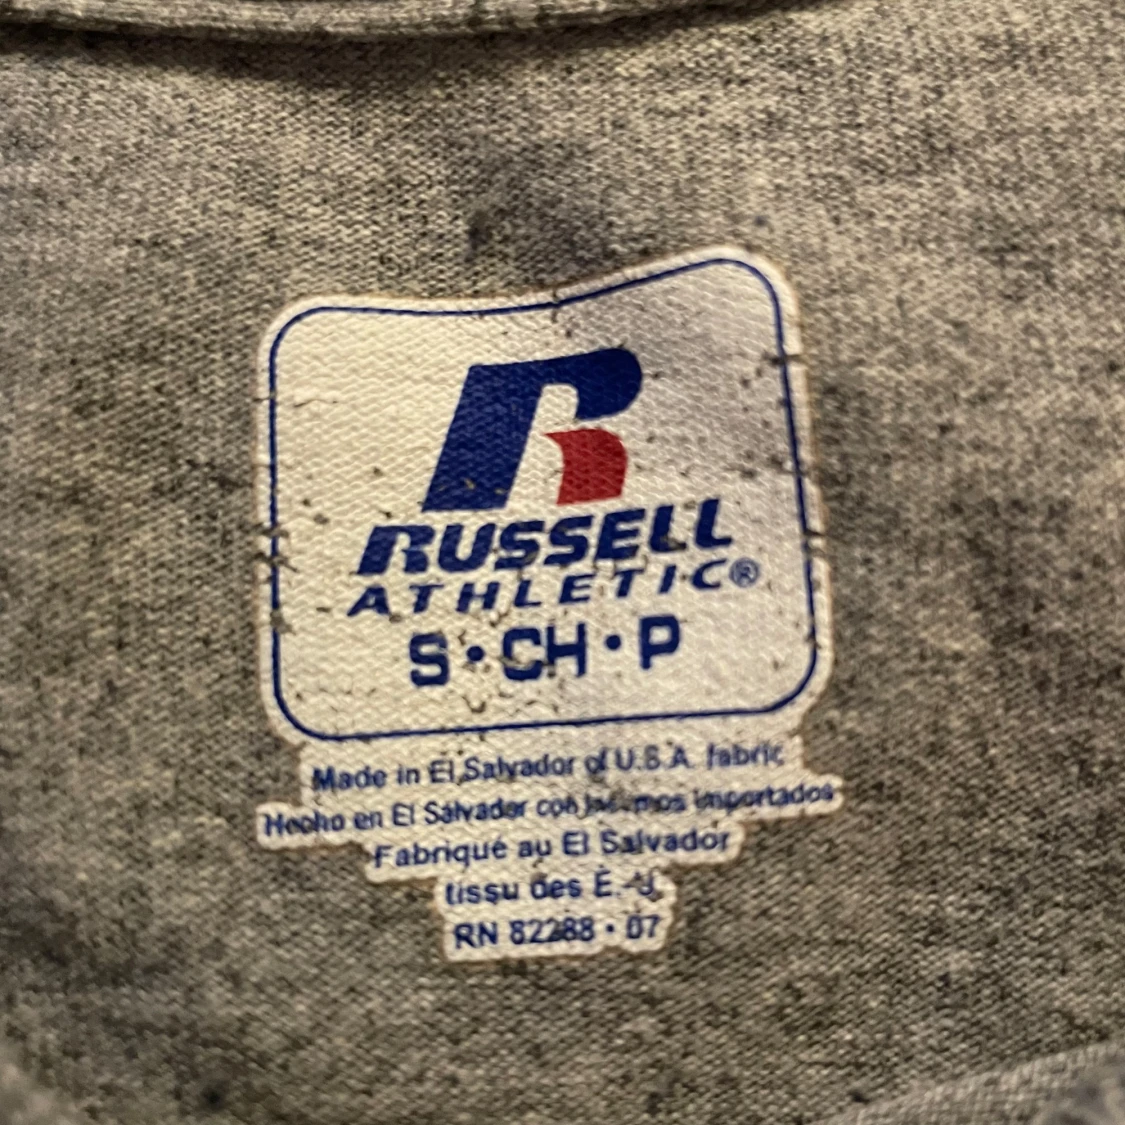 RUSSELL
ATHLETIC®
S•CH•P
Made in El Salvador of U.S.A. fabric
Hecho en El Salvador con importados
Fabriqué au El Salvador
tissu des É.-U.
RN 82288 • 07